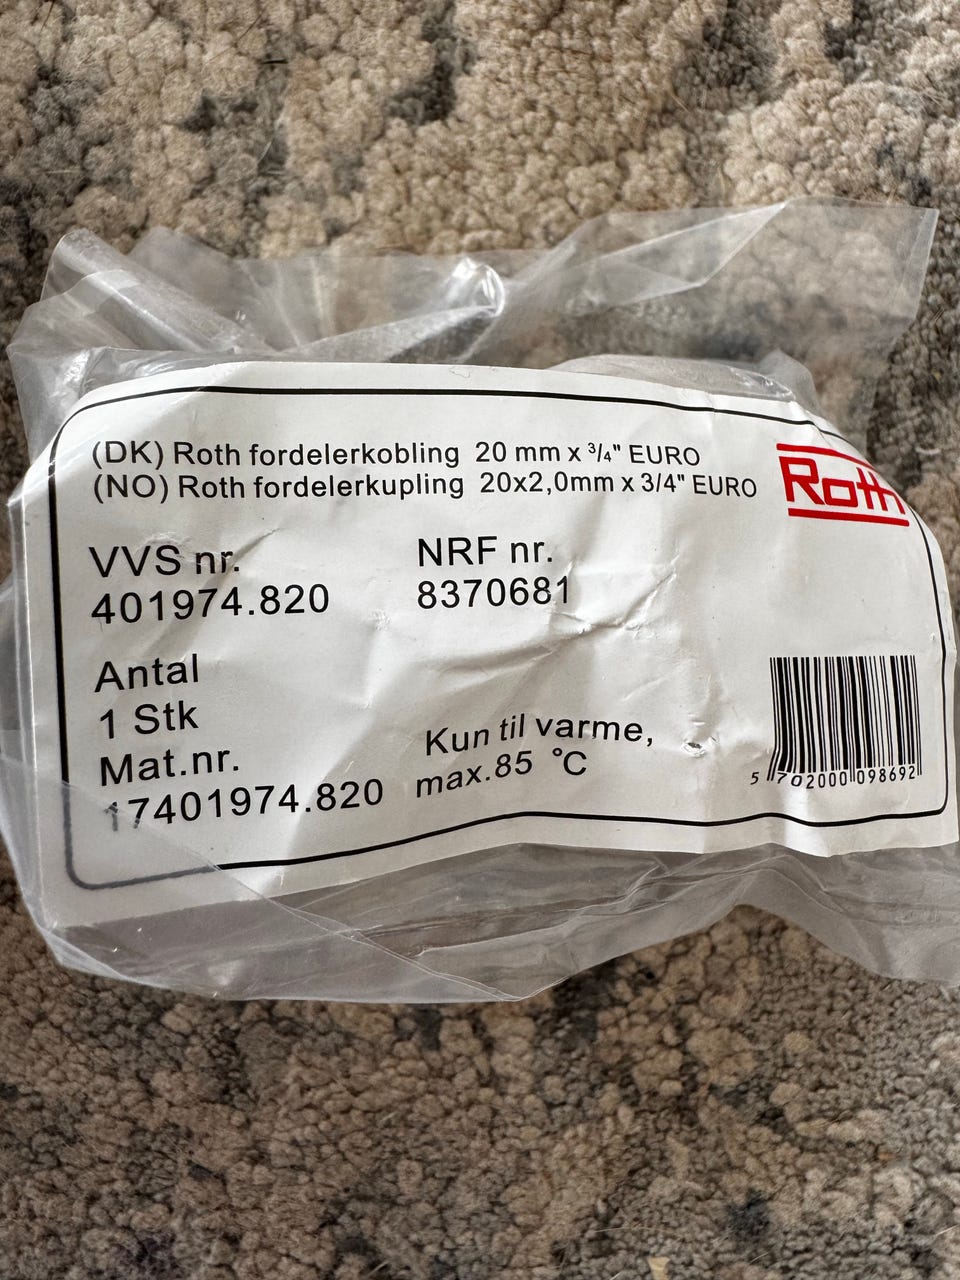 (DK) Roth fordelerkobling 20 mm x 3/4" EURO
(NO) Roth fordelerkupling 20x2,0mm x 3/4" EURO
Roth
VVS nr.
401974.820
NRF nr.
8370681
Antal
1 Stk
Mat.nr.
17401974.820
Kun til varme,
max.85 °C
5 702000 098692